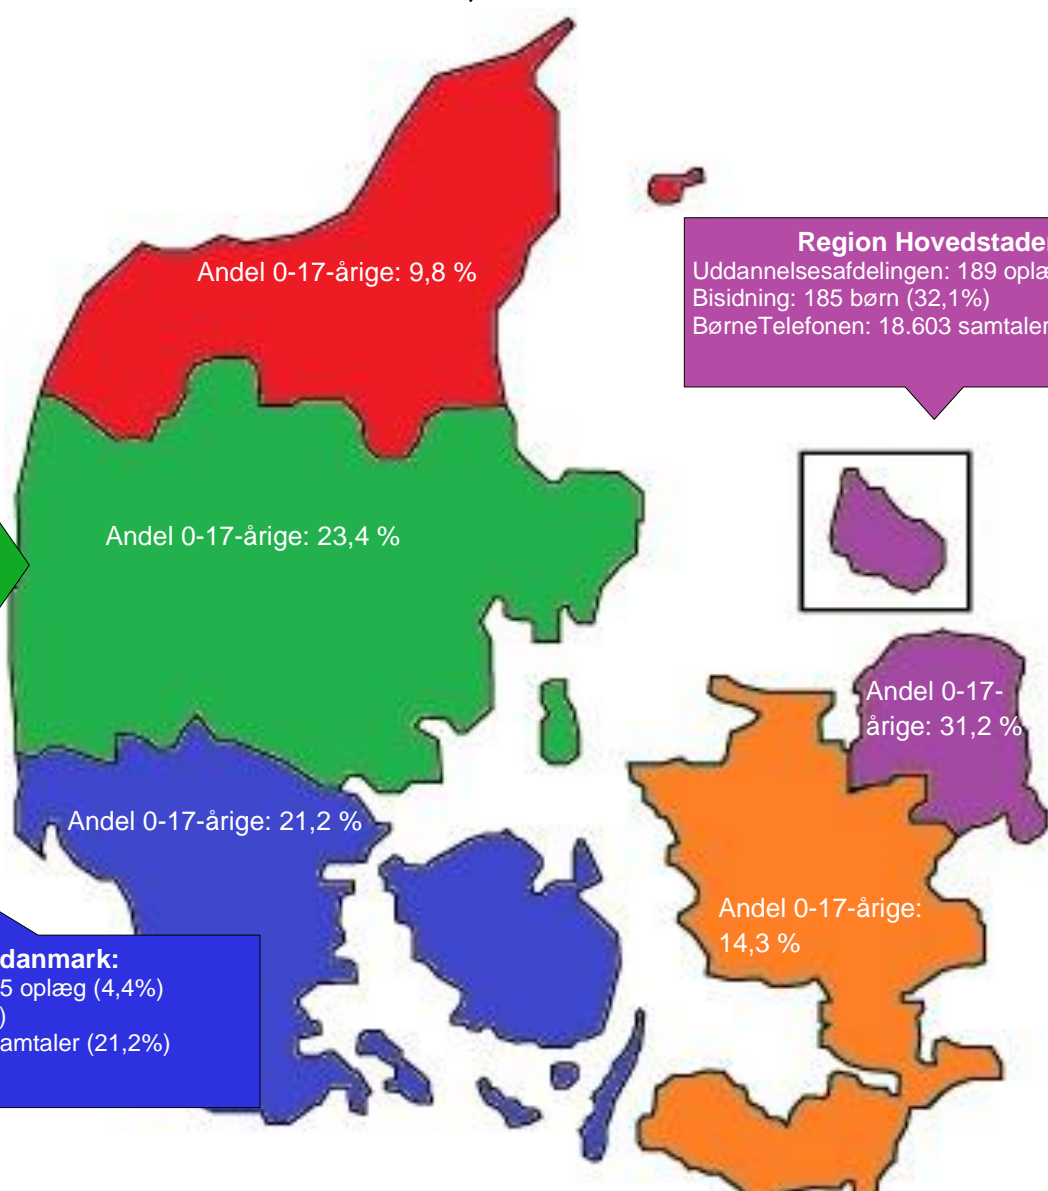 Andel 0-17-årige: 9,8 %
Region Hovedstade
Uddannelsesafdelingen: 189
Bisidning: 185 børn (32,1%)
BørneTelefonen: 18.603 samtaler
Andel 0-17-årige: 23,4 %
Andel 0-17-
årige: 31,2 %
Andel 0-17-årige: 21,2 %
Andel 0-17-årige:
14,3 %
danmark:
5 oplæg (4,4%)
)
amtaler (21,2%)